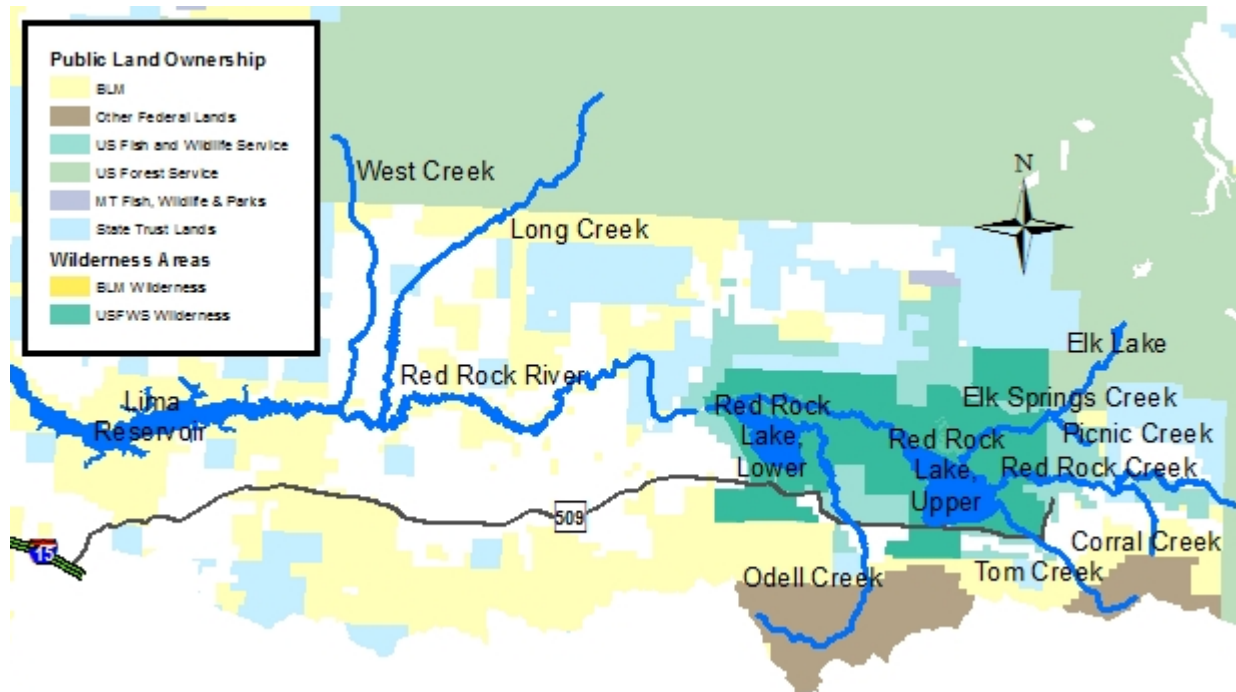 Public Land Ownership
BLM
Other Federal Lands
US Fish and Wildlife Service
US Forest Service
MT Fish, Wildlife & Parks
State Trust Lands
Wilderness Areas
BLM Wilderness
USFWS Wilderness
West Creek
N
Long Creek
Elk Lake
Red Rock River
Elk Springs Creek
Lima
Reservoir
Red Rock
Lake,
Lower
Picnic Creek
Red Rock
Lake,
Upper
Red Rock Creek
509
15
Corral Creek
Odell Creek
Tom Creek